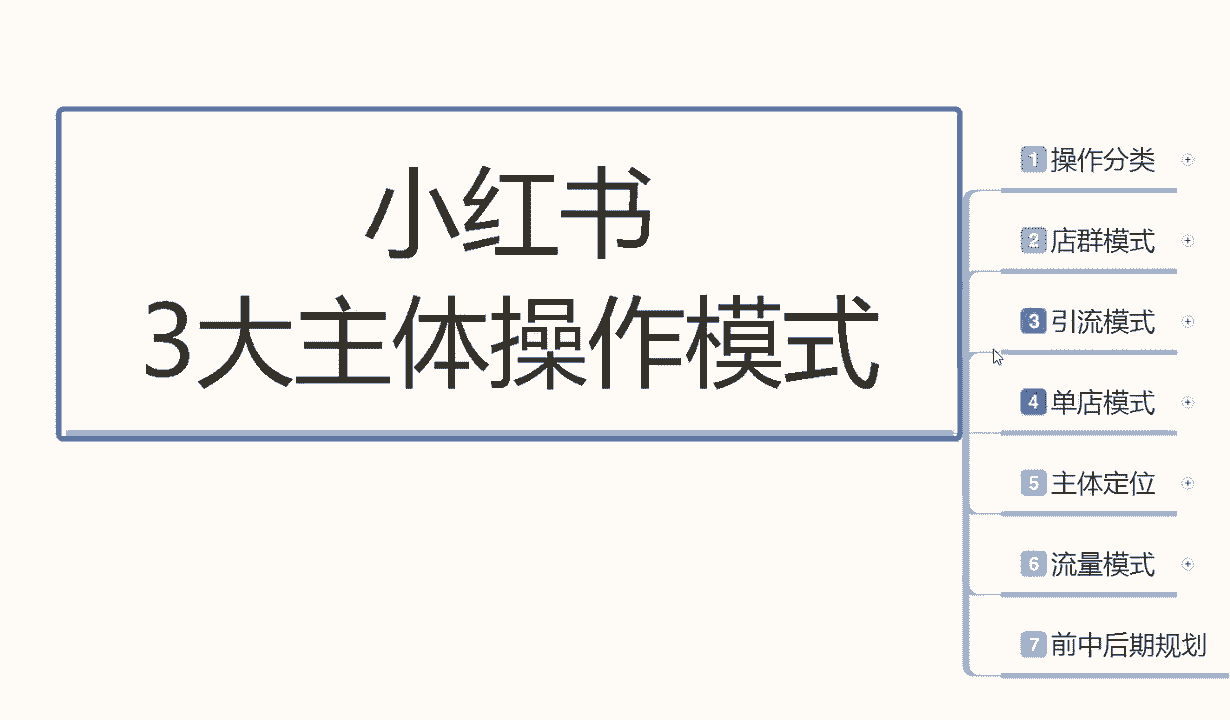 小红书
3大主体操作模式
1 操作分类
2 店群模式
3 引流模式
4 单店模式
5 主体定位
6 流量模式
7 前中后期规划